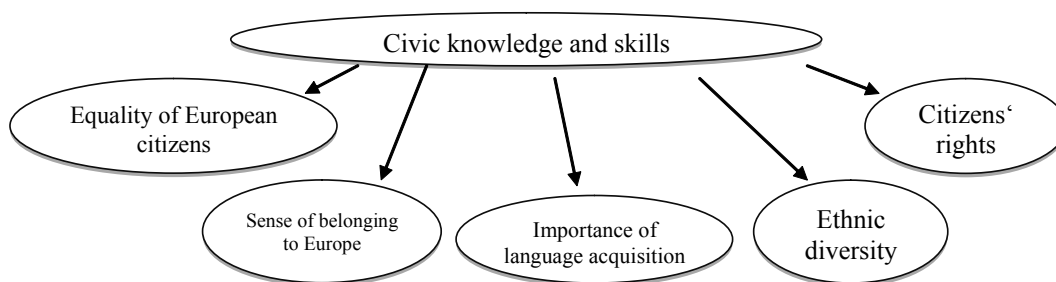 Civic knowledge and skills
Equality of European
citizens
Citizens‘
rights
Sense of belonging
to Europe
Importance of
language acquisition
Ethnic
diversity